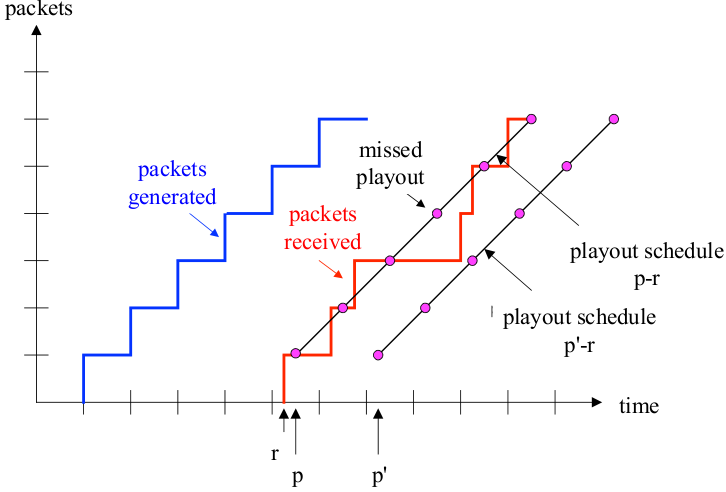 packets
packets
generated
packets
received
missed
playout
playout schedule
p-r
playout schedule
p'-r
time
r
p
p'